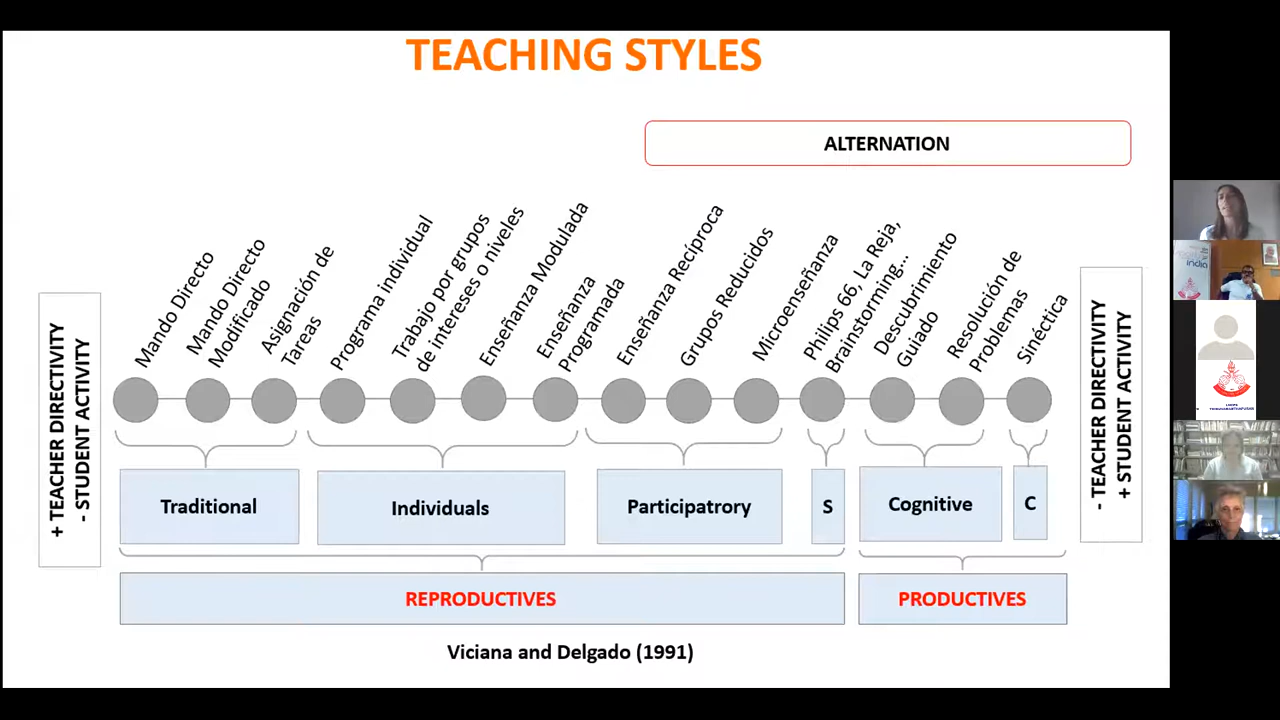 TEACHING STYLES
ALTERNATION
Mando Directo
Mando Directo
Modificado
Asignación de
Tareas
Programa individual
Trabajo por grupos
de intereses o niveles
Enseñanza Modulada
Enseñanza
Programada
Enseñanza Recíproca
Grupos Reducidos
Microenseñanza
Philips 66, La Reja,
Brainstorming...
Descubrimiento
Guiado
Resolución de
Problemas
Sinéctica
+ TEACHER DIRECTIVITY
- STUDENT ACTIVITY
- TEACHER DIRECTIVITY
+ STUDENT ACTIVITY
Traditional
Individuals
Participatrory
S
Cognitive
C
REPRODUCTIVES
PRODUCTIVES
Viciana and Delgado (1991)
india